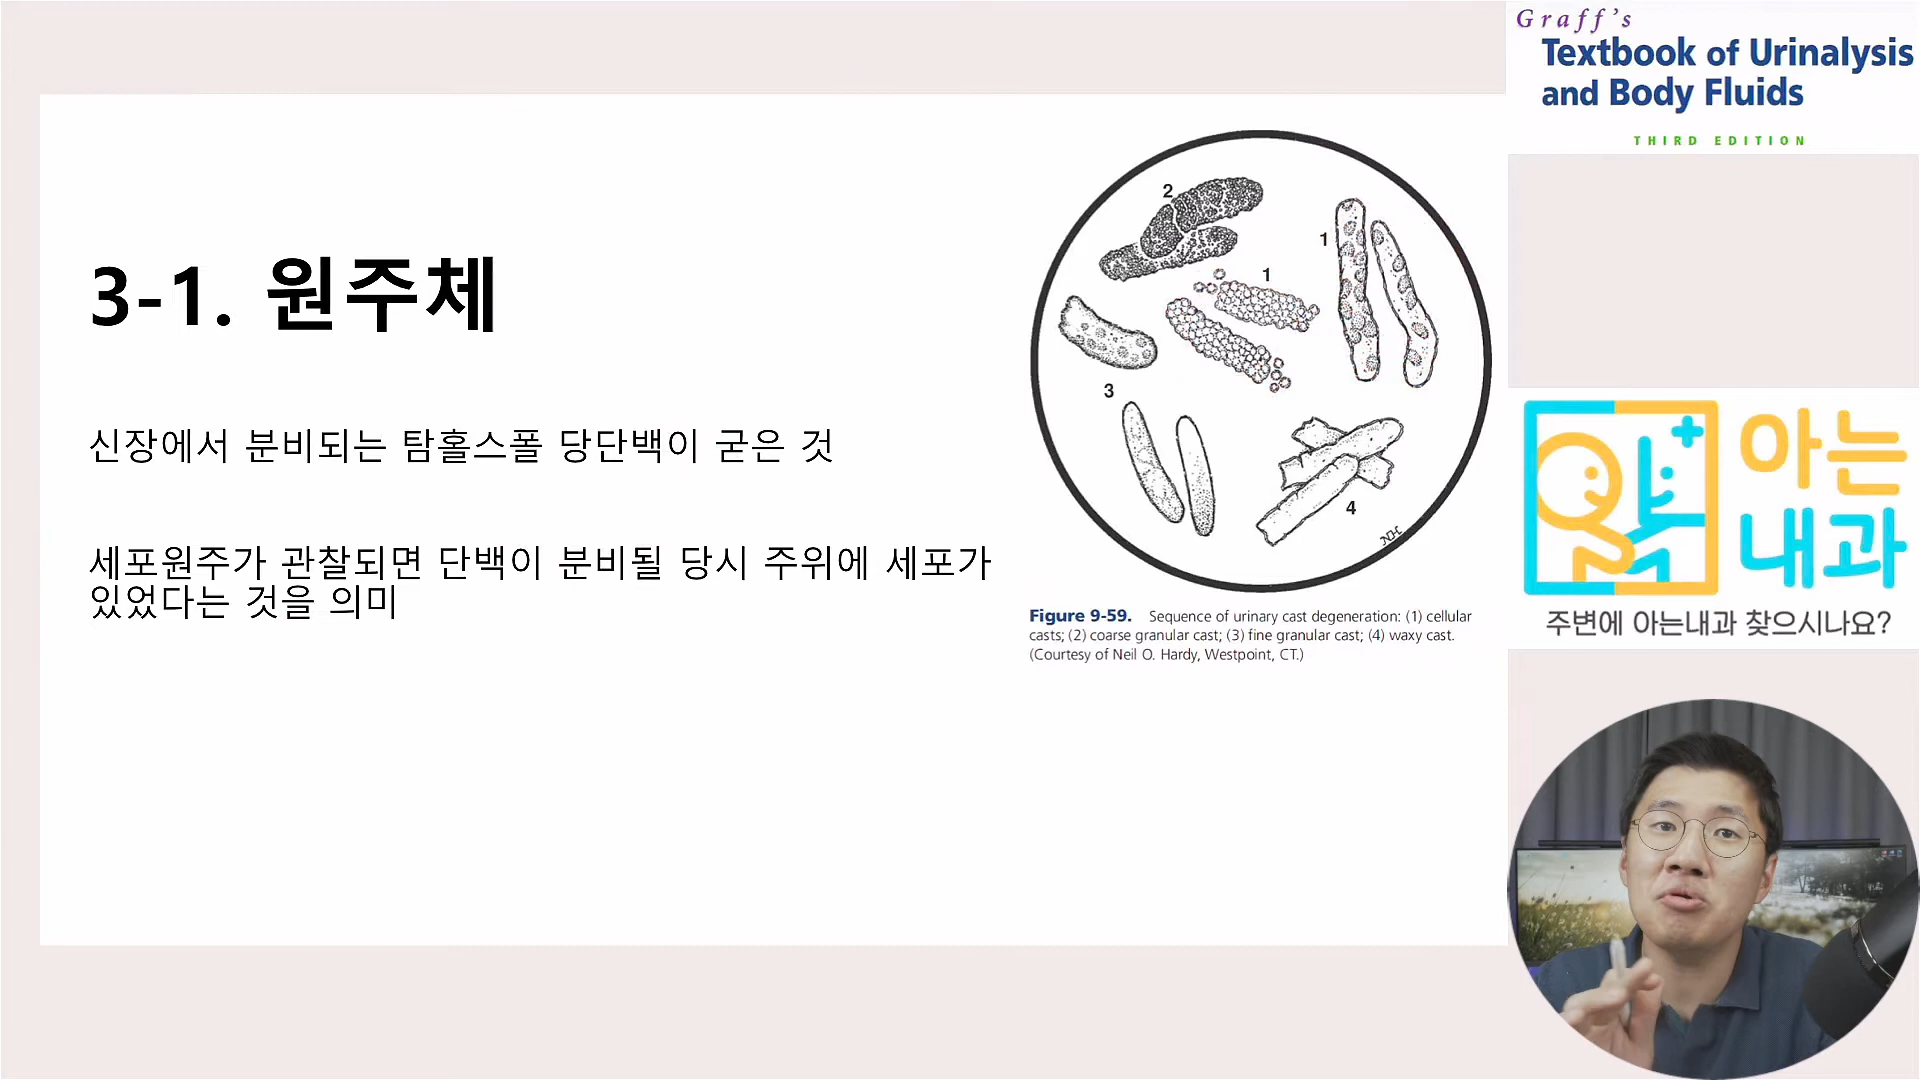 Graff's
Textbook of Urinalysis
and Body Fluids
THIRD EDITION
3-1. 원주체
신장에서 분비되는 탐홀스폴 당단백이 굳은 것
세포원주가 관찰되면 단백이 분비될 당시 주위에 세포가
있었다는 것을 의미
2
1
1
3
4
NH
Figure 9-59. Sequence of urinary cast degeneration: (1) cellular
casts; (2) coarse granular cast; (3) fine granular cast; (4) waxy cast.
(Courtesy of Neil O. Hardy, Westpoint, CT.)
아는
내과
주변에 아는내과 찾으시나요?